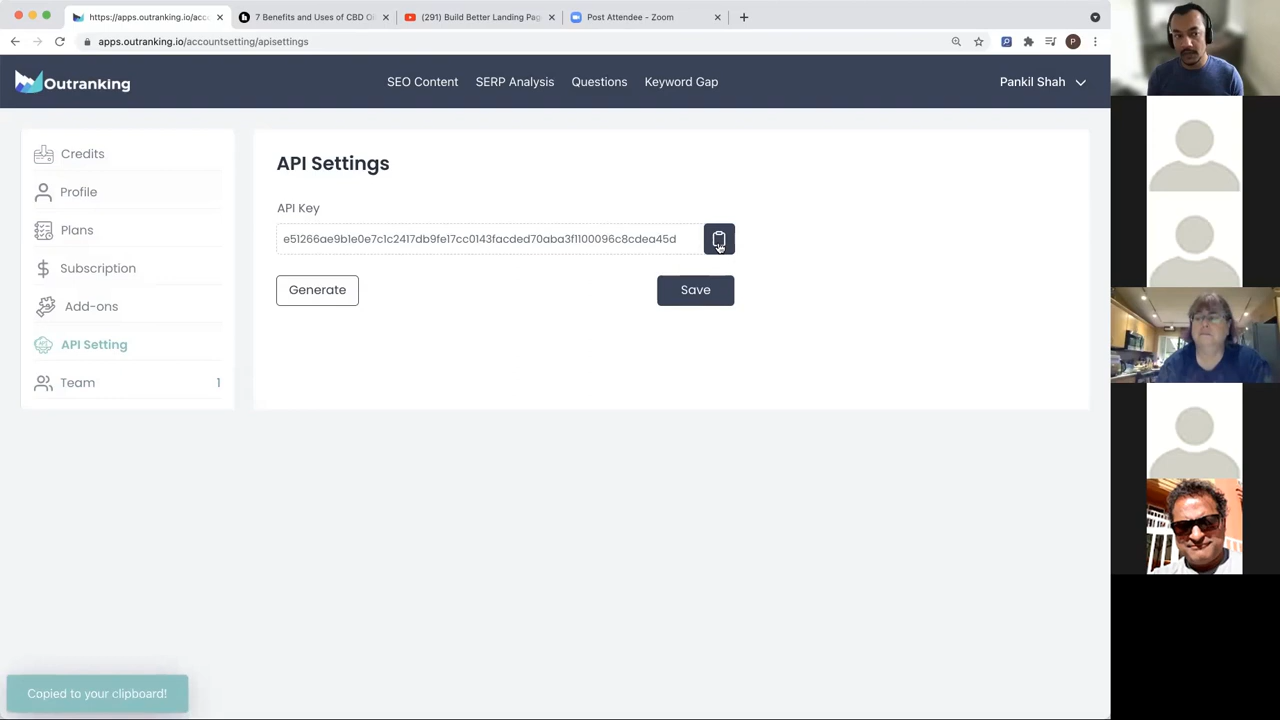 https://apps.outranking.io/acco
7 Benefits and Uses of CBD O
(291) Build Better Landing Pag
Post Attendee - Zoom
apps.outranking.io/accountsetting/apisettings
P
Outranking
SEO Content
SERP Analysis
Questions
Keyword Gap
Pankil Shah
Credits
Profile
Plans
Subscription
Add-ons
API Setting
Team 1
API Settings
API Key
e51266ae9b1e0e7c1c2417db9fe17cc0143facded70aba3f1100096c8cdea45d
Generate
Save
Copied to your clipboard!